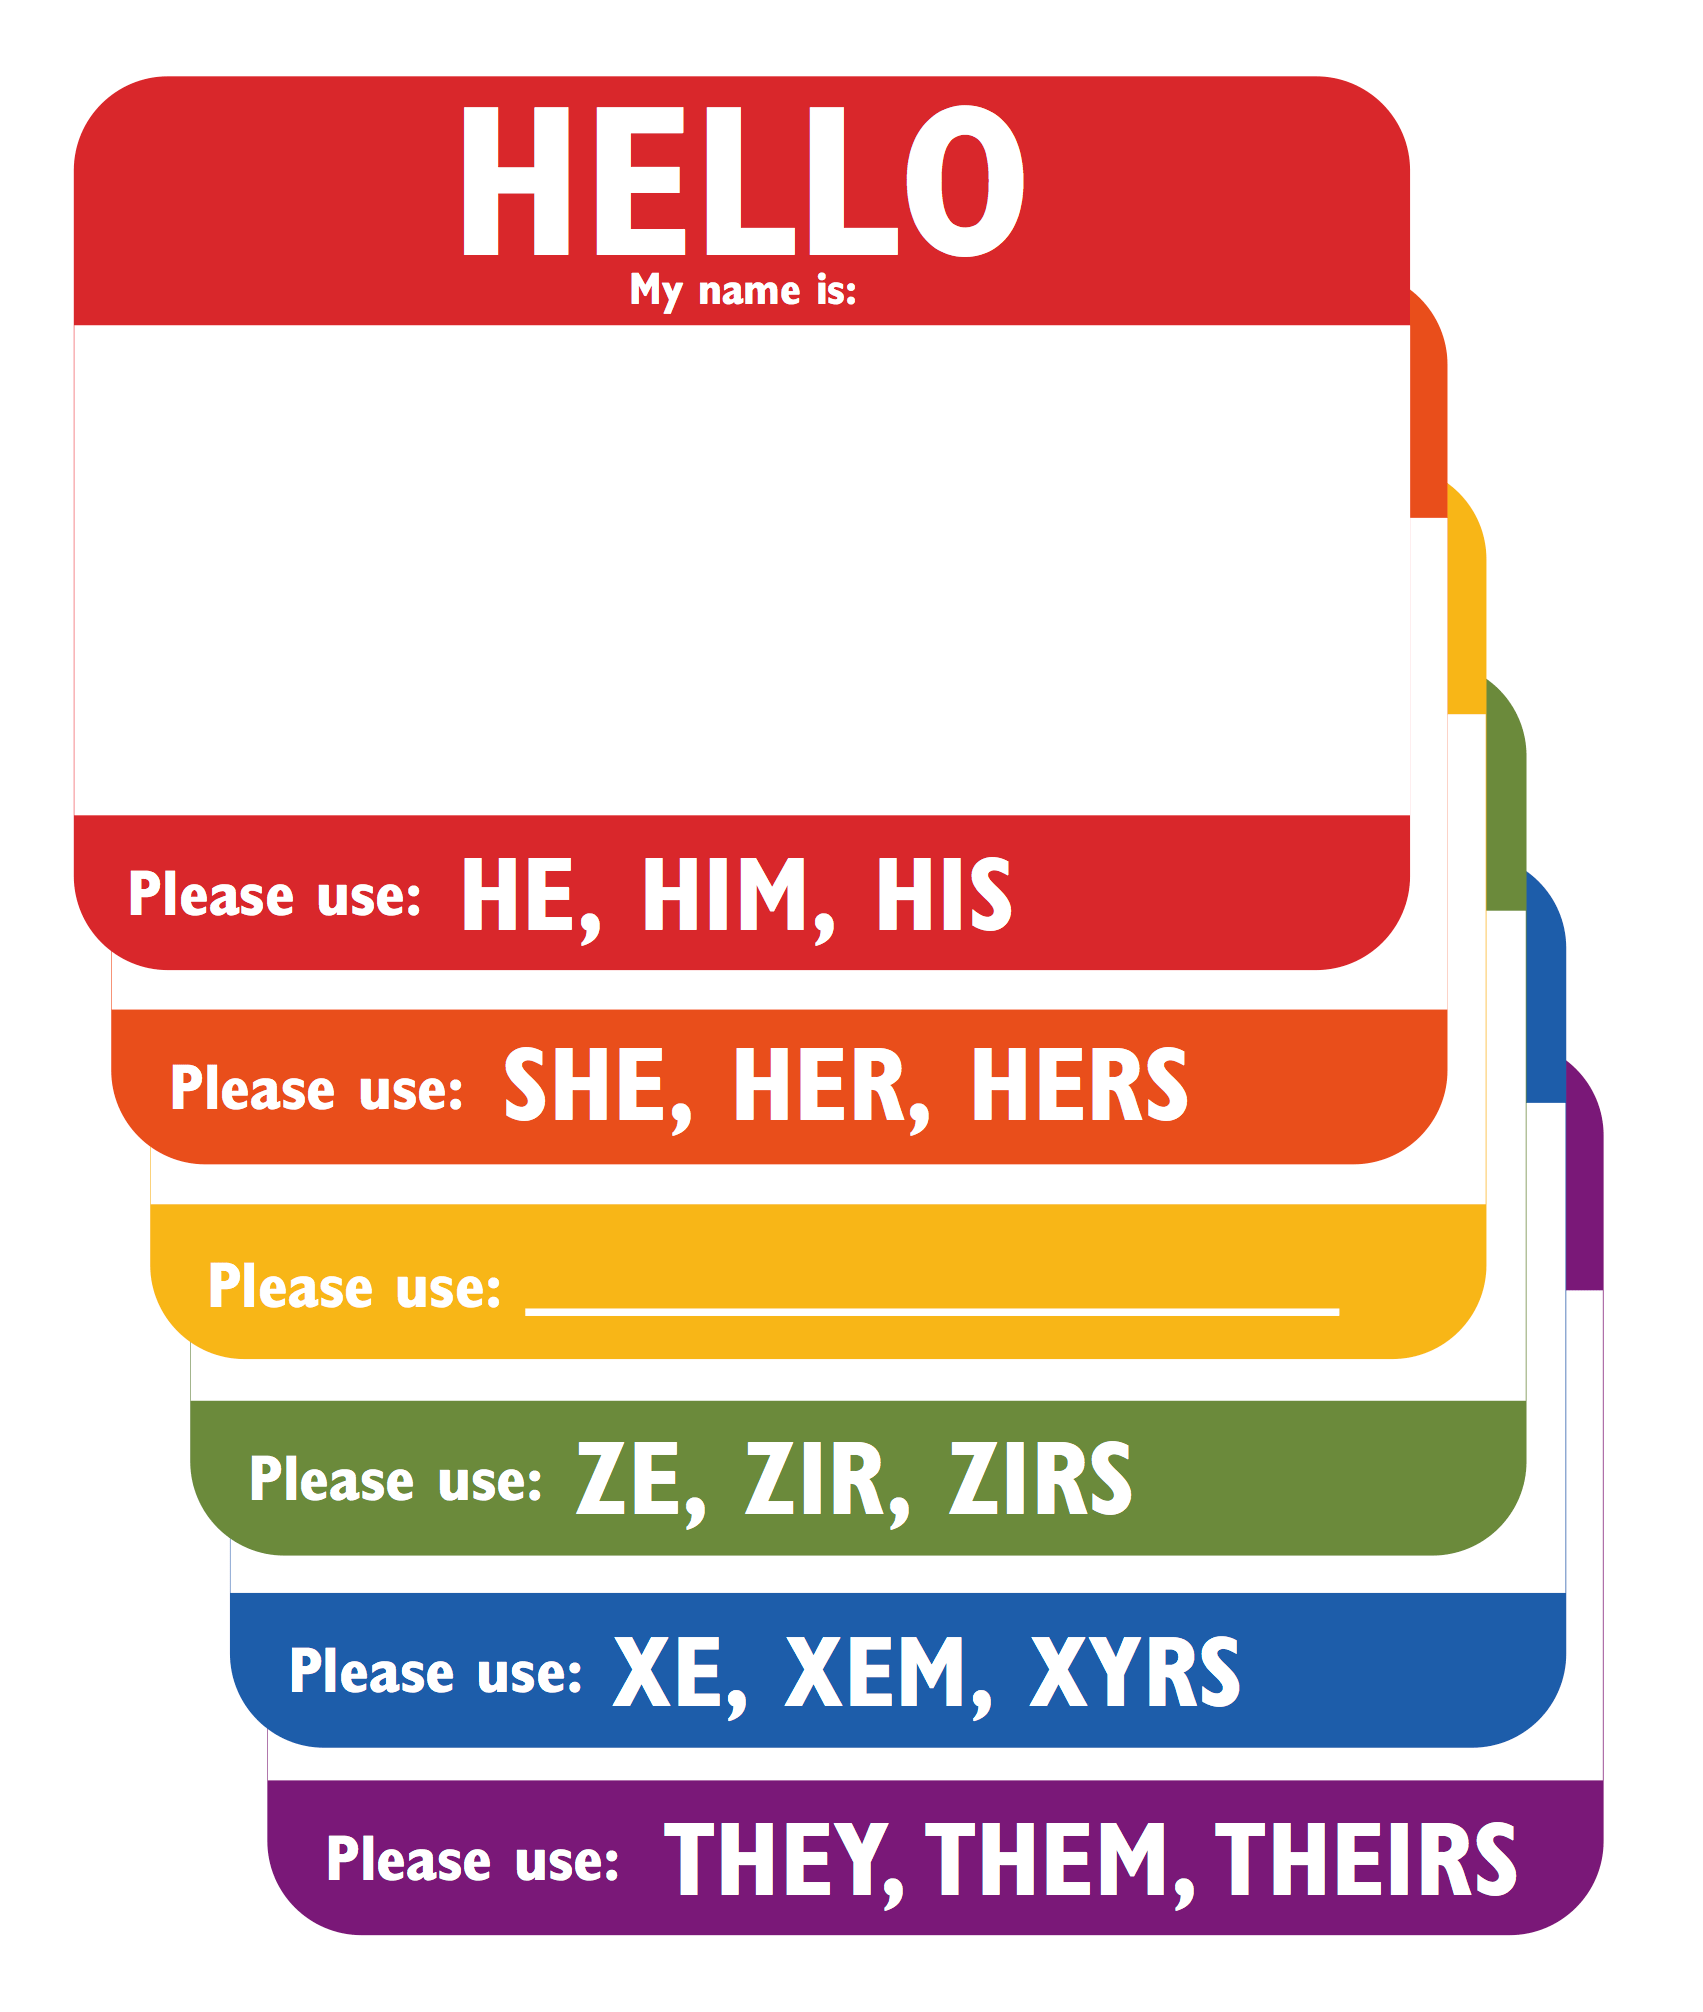 HELLO
My name is:
Please use: HE, HIM, HIS
Please use: SHE, HER, HERS
Please use:
Please use: ZE, ZIR, ZIRS
Please use: XE, XEM, XYRS
Please use: THEY, THEM, THEIRS